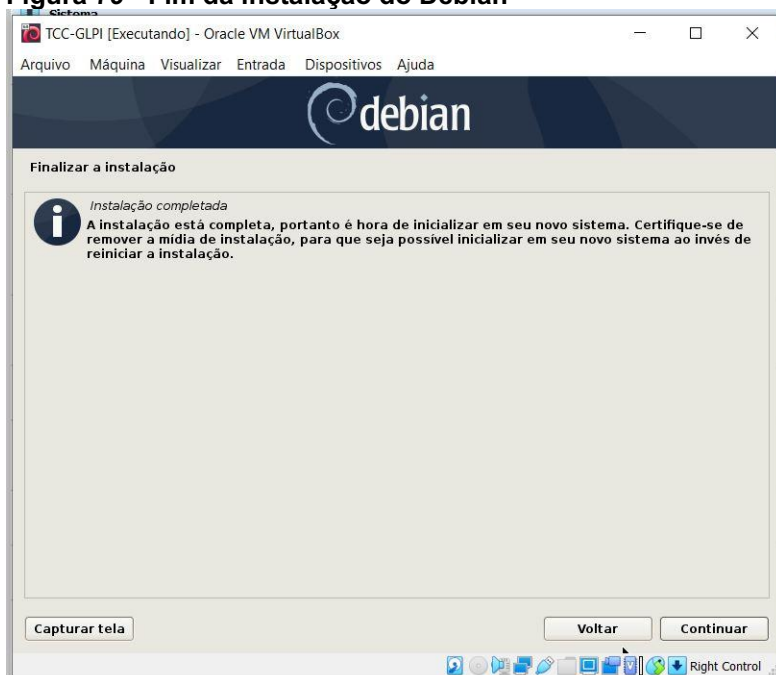 Figura 70 - Fim da instalação do Debian
Sistema
TCC-GLPI [Executando] - Oracle VM VirtualBox
Arquivo Máquina Visualizar Entrada Dispositivos Ajuda
debian
Finalizar a instalação
Instalação completada
A instalação está completa, portanto é hora de inicializar em seu novo sistema. Certifique-se de
remover a mídia de instalação, para que seja possível inicializar em seu novo sistema ao invés de
reiniciar a instalação.
Capturar tela
Voltar
Continuar
Right Control